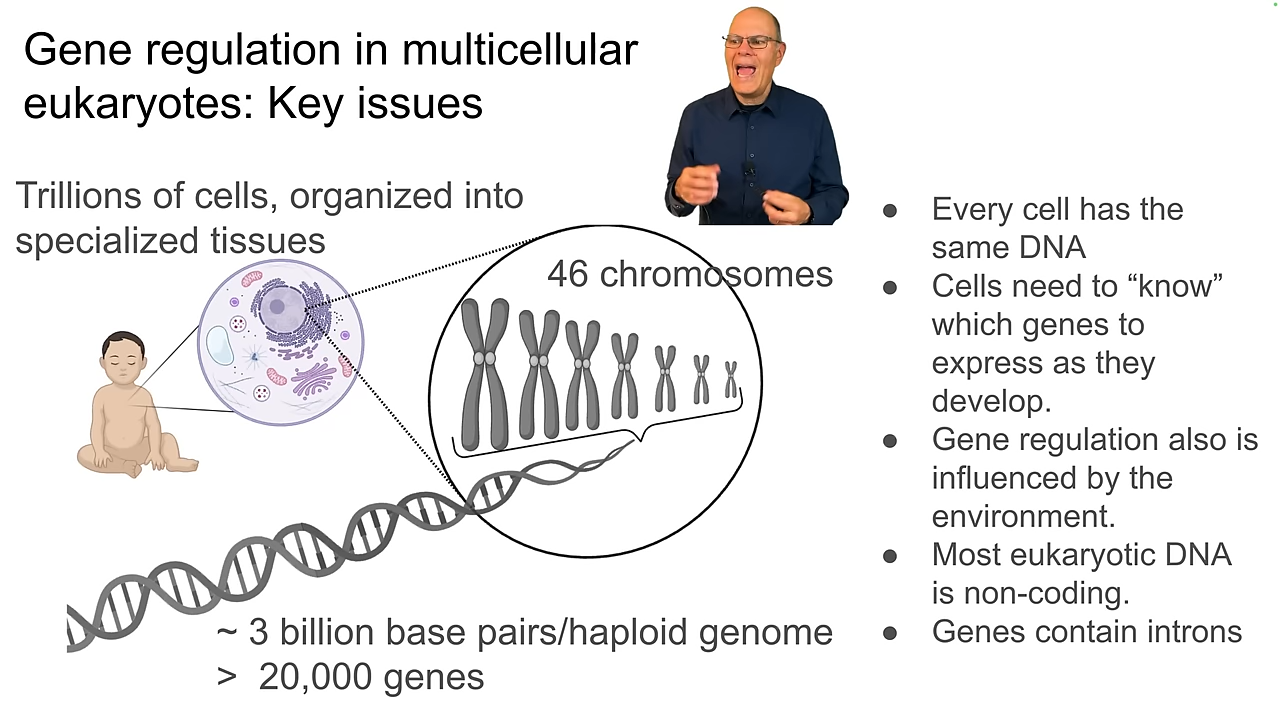 Gene regulation in multicellular
eukaryotes: Key issues
Trillions of cells, organized into
specialized tissues
46 chromosomes
~ 3 billion base pairs/haploid genome
> 20,000 genes
● Every cell has the
same DNA
● Cells need to “know”
which genes to
express as they
develop.
● Gene regulation also is
influenced by the
environment.
● Most eukaryotic DNA
is non-coding.
● Genes contain introns